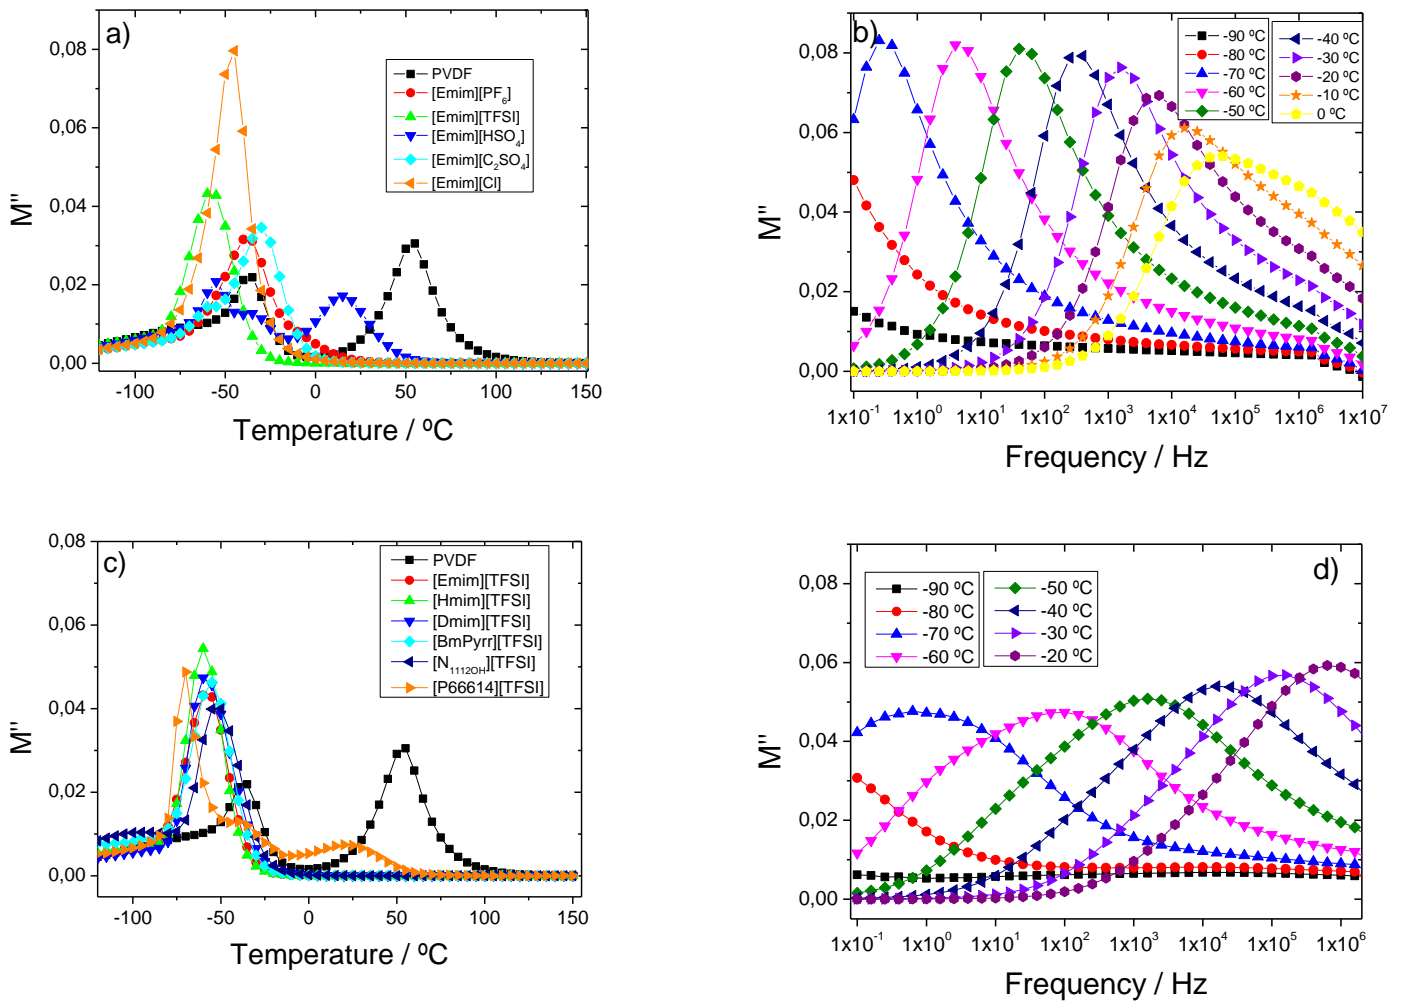 a)
0,08
0,06
0,04
0,02
0,00
M"
-100 -50 0 50 100 150
Temperature / ºC
PVDF
[Emim][PF6]
[Emim][TFSI]
[Emim][HSO4]
[Emim][C2SO4]
[Emim][Cl]
b)
0,08
0,06
0,04
0,02
0,00
M"
1x10-1 1x100 1x101 1x102 1x103 1x104 1x105 1x106 1x107
Frequency / Hz
-90 ºC
-80 ºC
-70 ºC
-60 ºC
-50 ºC
-40 ºC
-30 ºC
-20 ºC
-10 ºC
0 ºC
c)
0,08
0,06
0,04
0,02
0,00
M"
-100 -50 0 50 100 150
Temperature / ºC
PVDF
[Emim][TFSI]
[Hmim][TFSI]
[Dmim][TFSI]
[BmPyrr][TFSI]
[N1112OH][TFSI]
[P66614][TFSI]
d)
0,08
0,06
0,04
0,02
0,00
M"
1x10-1 1x100 1x101 1x102 1x103 1x104 1x105 1x106
Frequency / Hz
-90 ºC
-80 ºC
-70 ºC
-60 ºC
-50 ºC
-40 ºC
-30 ºC
-20 ºC